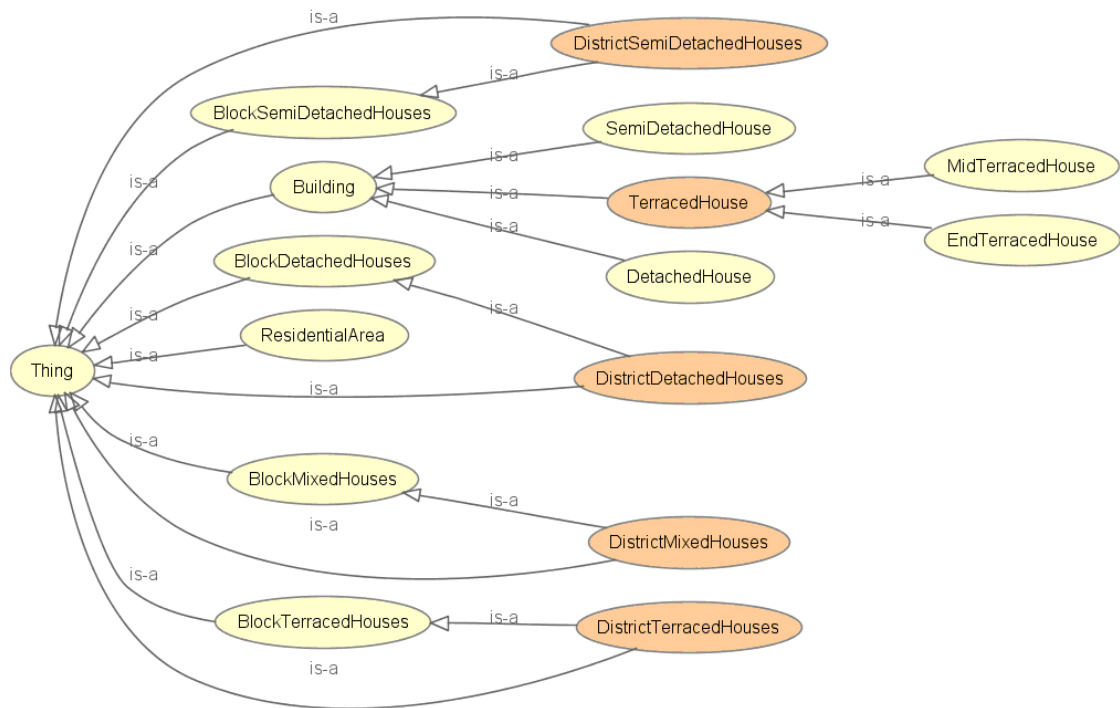 is-a
DistrictSemiDetachedHouses
is-a
BlockSemiDetachedHouses
SemiDetachedHouse
is-a
MidTerracedHouse
is-a
Building
is-a
TerracedHouse
is-a
is-a
is-a
EndTerracedHouse
is-a
is-a
BlockDetachedHouses
DetachedHouse
is-a
is-a
ResidentialArea
is-a
Thing
DistrictDetachedHouses
is-a
is-a
BlockMixedHouses
is-a
is-a
DistrictMixedHouses
is-a
BlockTerracedHouses
is-a
DistrictTerracedHouses
is-a